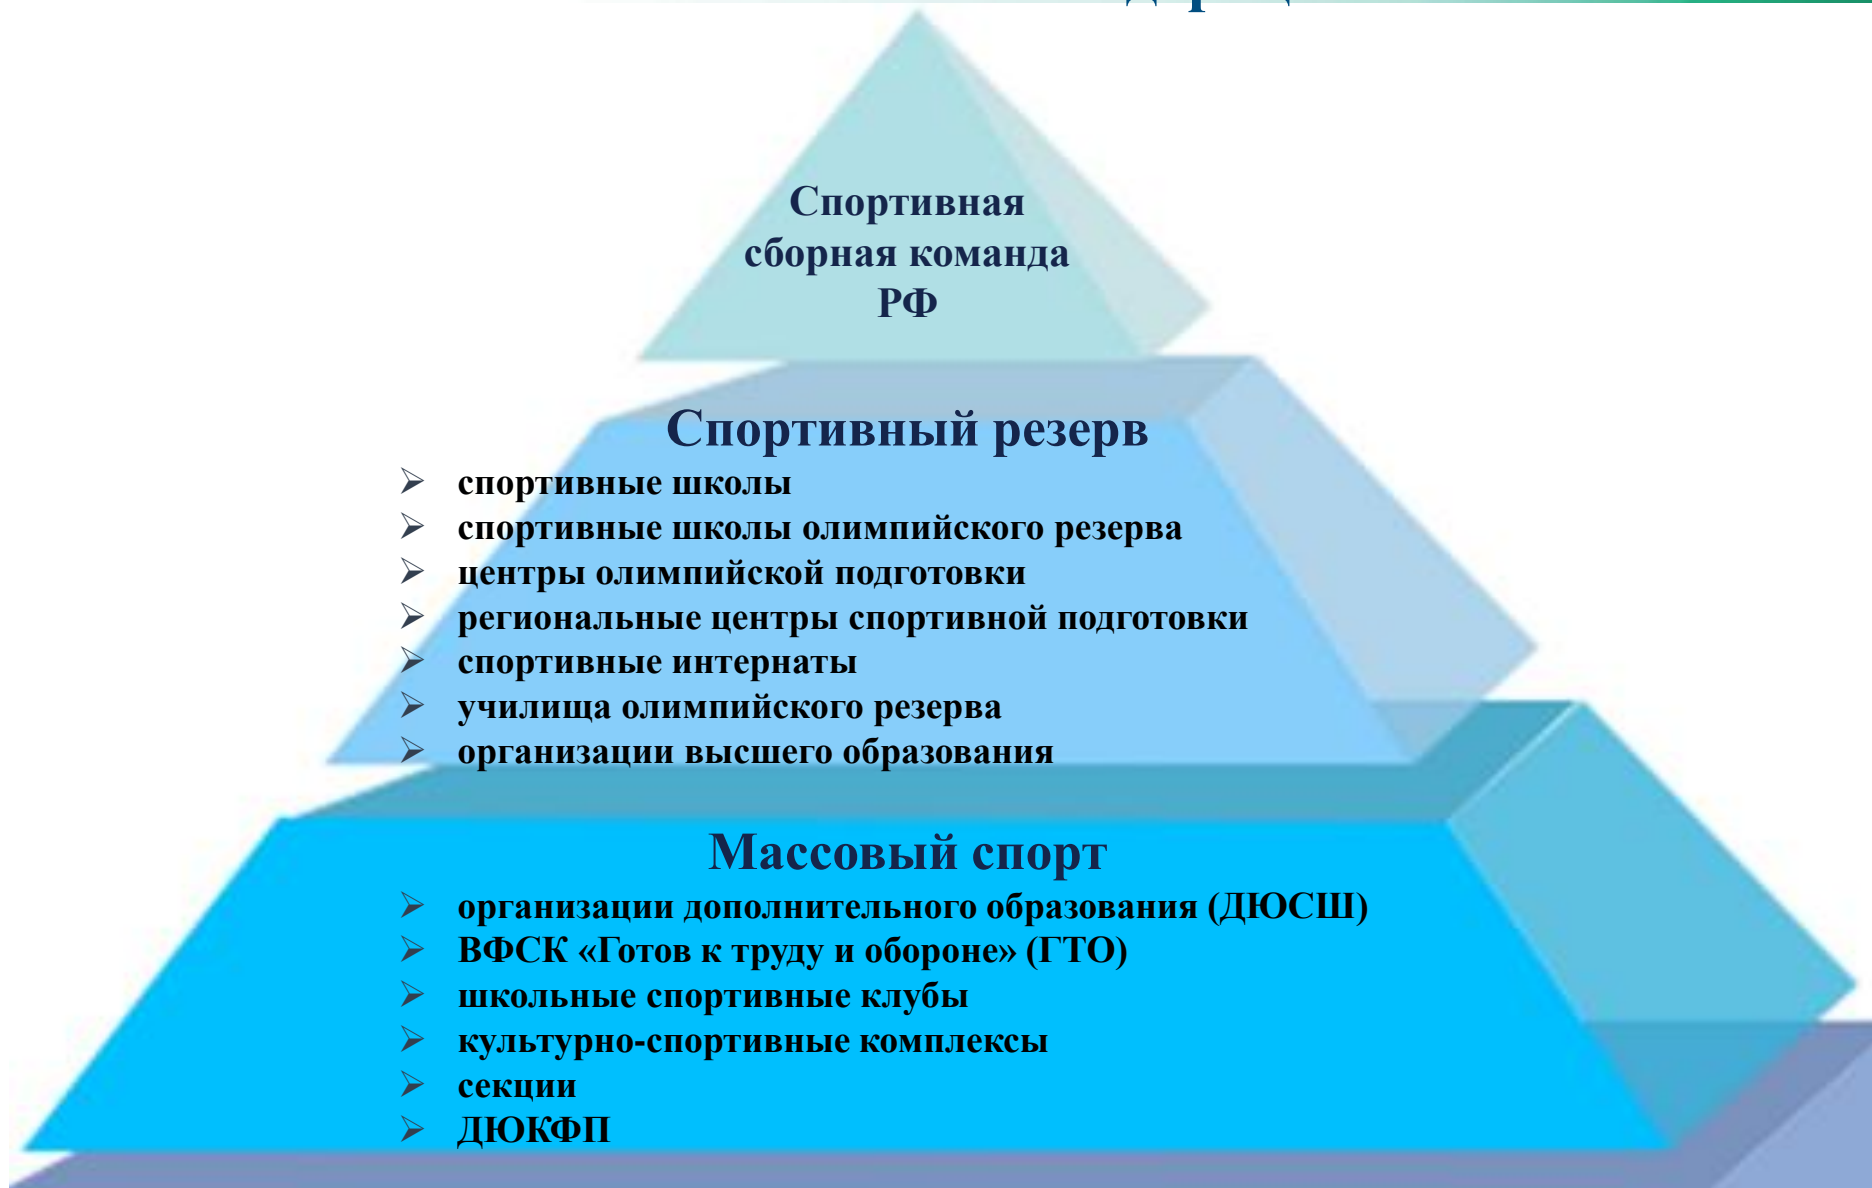 Спортивная
сборная команда
РФ
Спортивный резерв
спортивные школы
спортивные школы олимпийского резерва
центры олимпийской подготовки
региональные центры спортивной подготовки
спортивные интернаты
училища олимпийского резерва
организации высшего образования
Массовый спорт
организации дополнительного образования (ДЮСШ)
ВФСК «Готов к труду и обороне» (ГТО)
школьные спортивные клубы
культурно-спортивные комплексы
секции
ДЮКФП